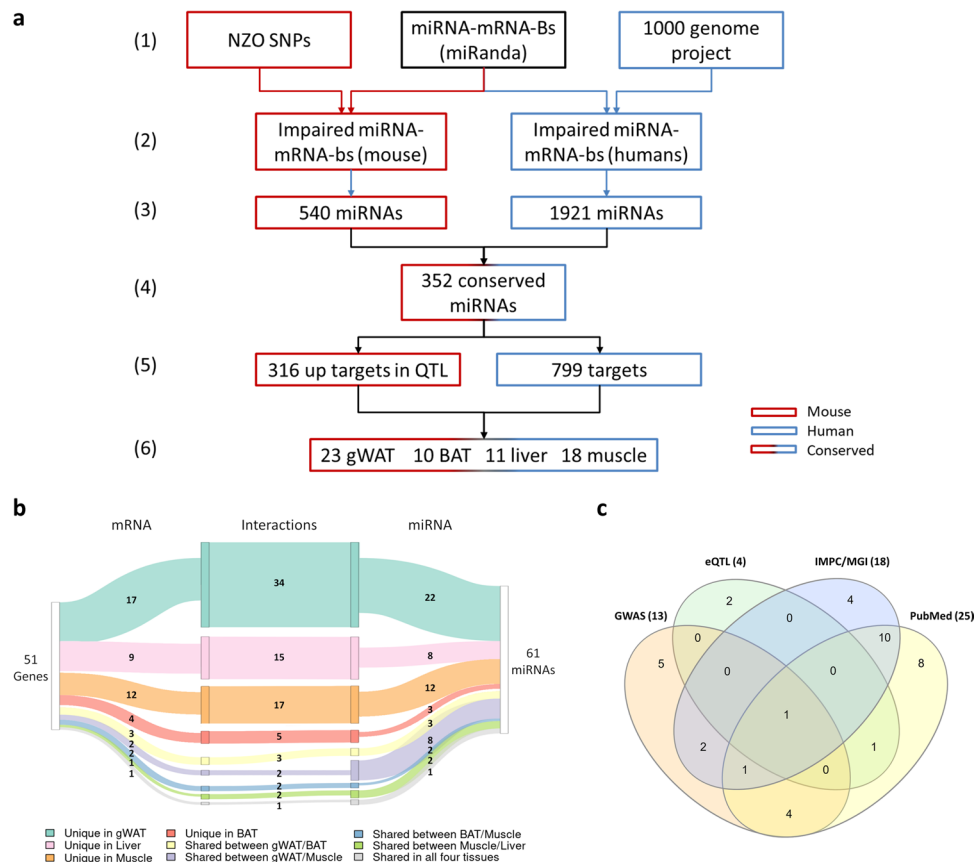 a
(1)
NZO SNPs
miRNA-mRNA-Bs
(miRanda)
1000 genome
project
(2)
Impaired miRNA-
mRNA-bs (mouse)
Impaired miRNA-
mRNA-bs (humans)
(3)
540 miRNAs
1921 miRNAs
(4)
352 conserved
miRNAs
(5)
316 up targets in QTL
799 targets
(6)
23 gWAT 10 BAT 11 liver 18 muscle
Mouse
Human
Conserved
b
mRNA
Interactions
miRNA
51
Genes
17
9
12
4
3
2
2
1
1
34
15
17
5
3
2
2
2
1
22
8
12
3
3
8
2
2
1
61
miRNAs
Unique in gWAT
Unique in Liver
Unique in Muscle
Unique in BAT
Shared between gWAT/BAT
Shared between gWAT/Muscle
Shared between BAT/Muscle
Shared between Muscle/Liver
Shared in all four tissues
c
GWAS (13)
eQTL (4)
IMPC/MGI (18)
PubMed (25)
2
4
0
5
0
10
8
0
0
1
2
1
1
0
4